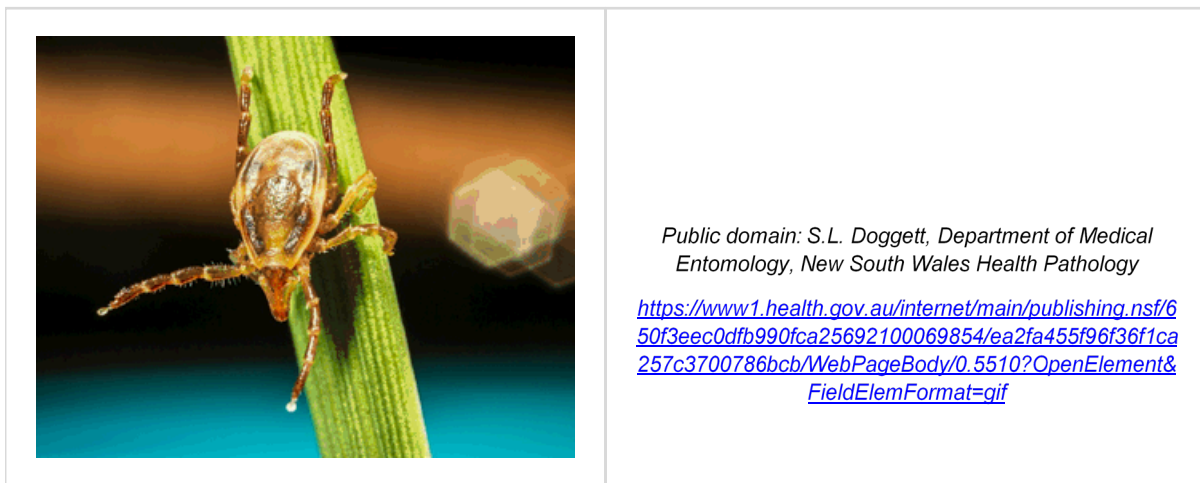 Public domain: S.L. Doggett, Department of Medical
Entomology, New South Wales Health Pathology
https://www1.health.gov.au/internet/main/publishing.nsf/6
50f3eec0dfb990fca25692100069854/ea2fa455f96f36f1ca
257c3700786bcb/WebPageBody/0.5510?OpenElement&
FieldElemFormat=gif